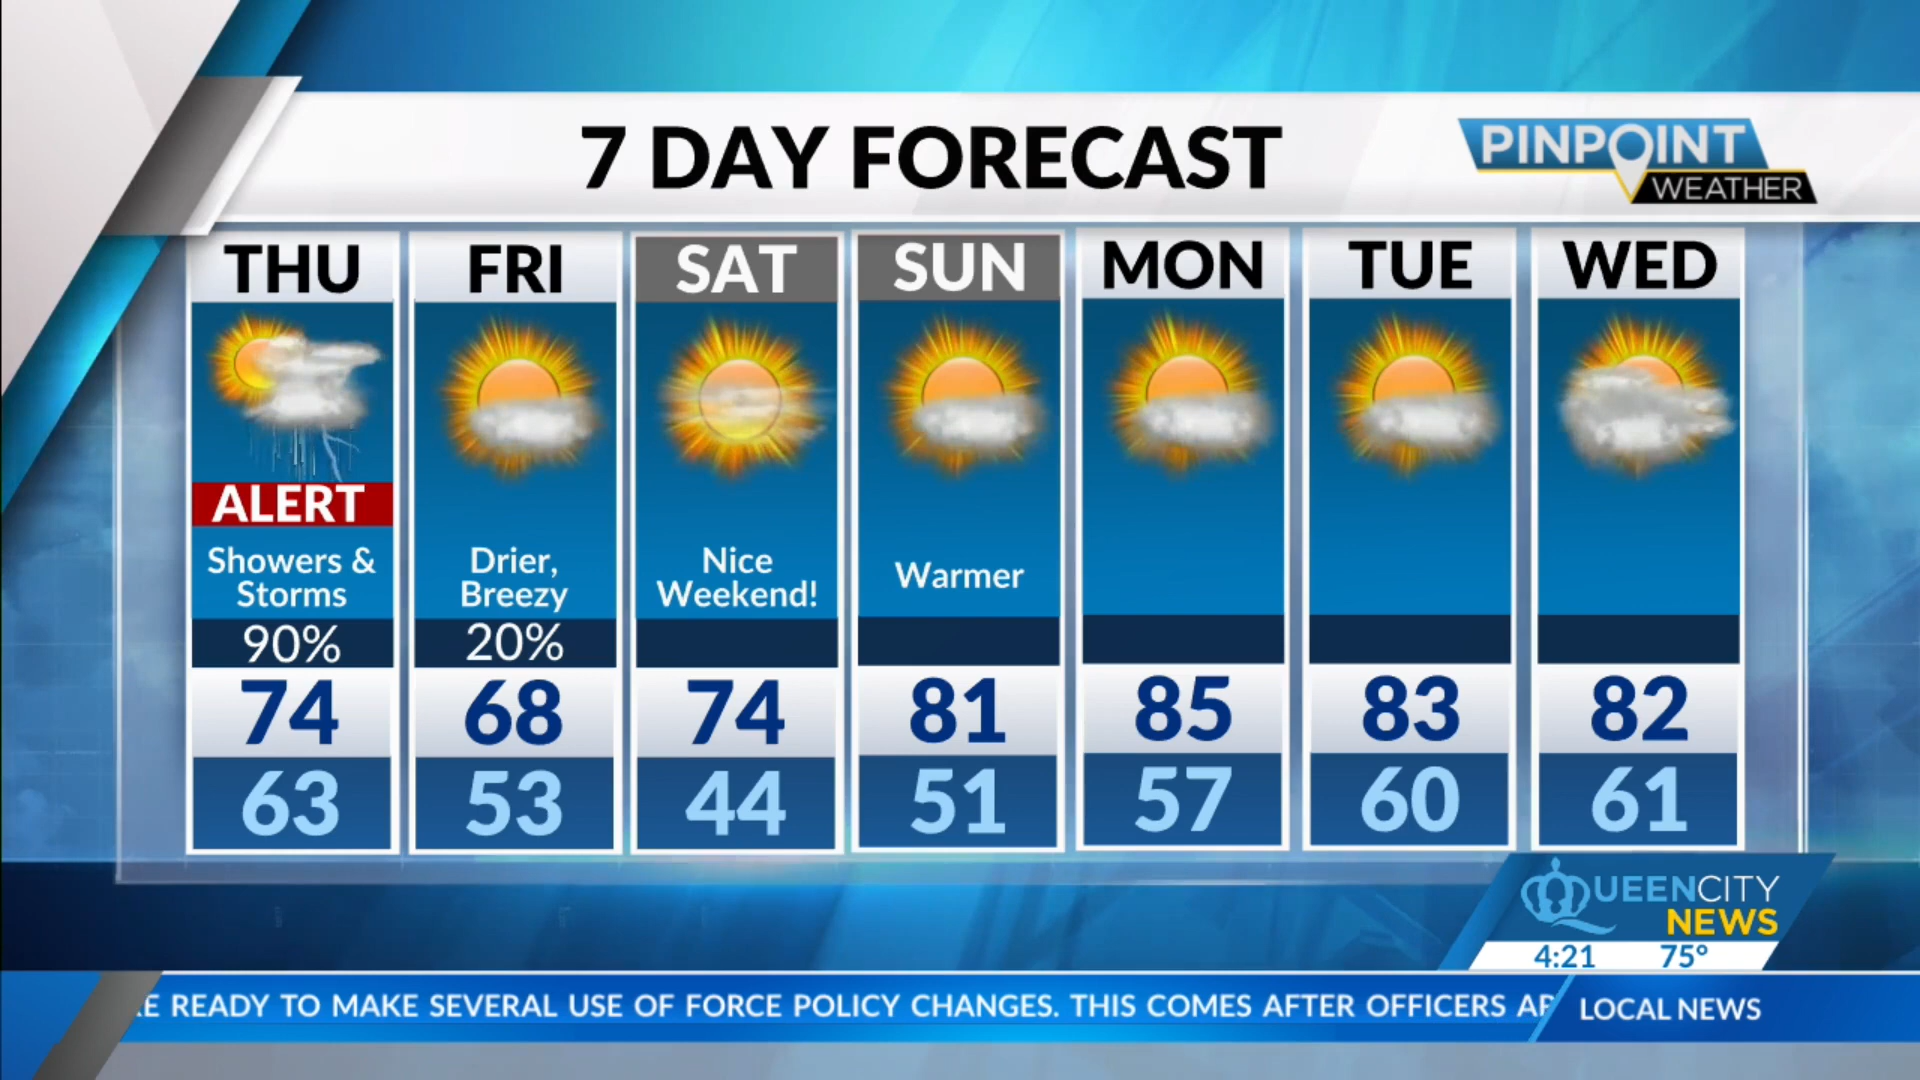 7 DAY FORECAST
PINPOINT
WEATHER
THU FRI SAT SUN MON TUE WED
ALERT
Showers &
Storms
Drier,
Breezy
Nice
Weekend!
Warmer
90% 20%
74 68 74 81 85 83 82
63 53 44 51 57 60 61
QUEENCITY
NEWS
4:21 75°
READY TO MAKE SEVERAL USE OF FORCE POLICY CHANGES. THIS COMES AFTER OFFICERS
LOCAL NEWS